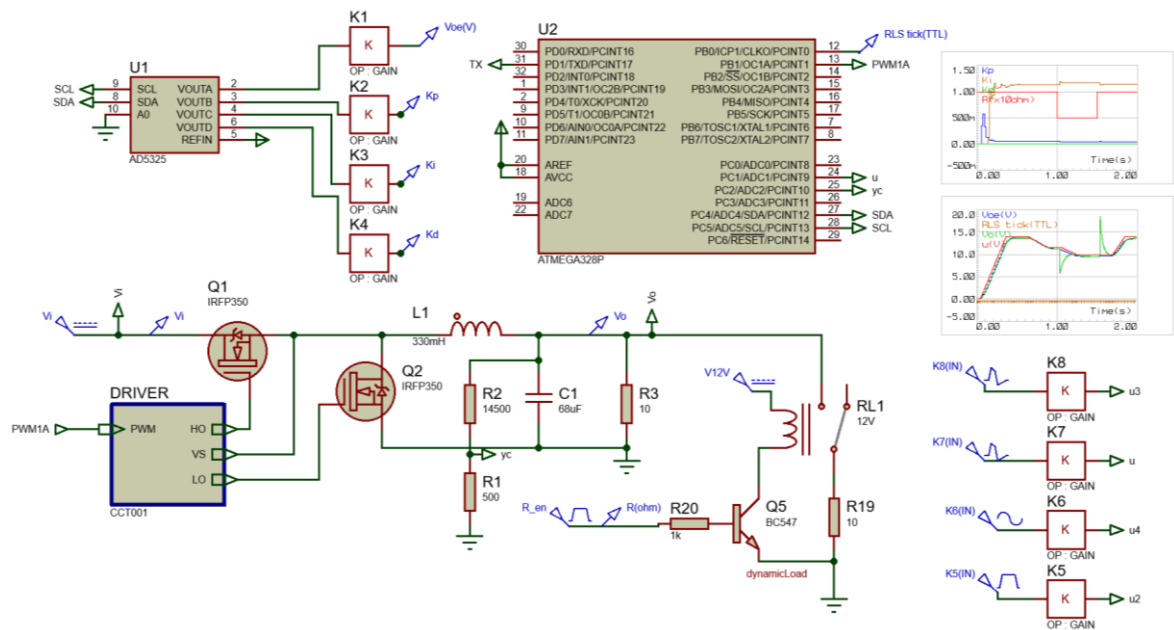 K1
Voe(V)
K
OP : GAIN
U1
9 SCL VOUTA 2
8 SDA VOUTB 3
10 A0 VOUTC 4
VOUTD 6
REFIN 5
SCL
SDA
AD5325
K2
Kp
K
OP : GAIN
K3
Ki
K
OP : GAIN
K4
Kd
K
OP : GAIN
U2
30 PD0/RXD/PCINT16 PB0/ICP1/CLKO/PCINT0 12
TX 31 PD1/TXD/PCINT17 PB1/OC1A/PCINT1 13 PWM1A
32 PD2/INT0/PCINT18 PB2/SS/OC1B/PCINT2 14
1 PD3/INT1/OC2B/PCINT19 PB3/MOSI/OC2A/PCINT3 15
2 PD4/T0/XCK/PCINT20 PB4/MISO/PCINT4 16
9 PD5/T1/OC0B/PCINT21 PB5/SCK/PCINT5 17
10 PD6/AIN0/OC0A/PCINT22 PB6/TOSC1/XTAL1/PCINT6 7
11 PD7/AIN1/PCINT23 PB7/TOSC2/XTAL2/PCINT7 8
20 AREF PC0/ADC0/PCINT8 23
18 AVCC PC1/ADC1/PCINT9 24 u
PC2/ADC2/PCINT10 25 yc
19 ADC6 PC3/ADC3/PCINT11 26
22 ADC7 PC4/ADC4/SDA/PCINT12 27 SDA
PC5/ADC5/SCL/PCINT13 28 SCL
PC6/RESET/PCINT14 29
ATMEGA328P
RLS tick(TTL)
1.50
Kp
Ki
Rfx10ohm)
500m
-500m
Time(s)
0.00 1.00 2.00
20.0
Voe(V)
RLS tick(TTL)
15.0
u(V)
10.0
0.00
-5.00
Time(s)
0.00 1.00 2.00
Vi
Vi
Vi
Q1
IRFP350
L1
330mH
Vo
Vo
Q2
IRFP350
DRIVER
PWM1A
PWM HO
VS
LO
CCT001
R2
14500
C1
68uF
R3
10
yc
R1
500
V12V
RL1
12V
R_en
R(ohm)
R20
1k
Q5
BC547
R19
10
dynamicLoad
K8(IN)
K8
K
u3
OP : GAIN
K7(IN)
K7
K
u
OP : GAIN
K6(IN)
K6
K
u4
OP : GAIN
K5(IN)
K5
K
u2
OP : GAIN